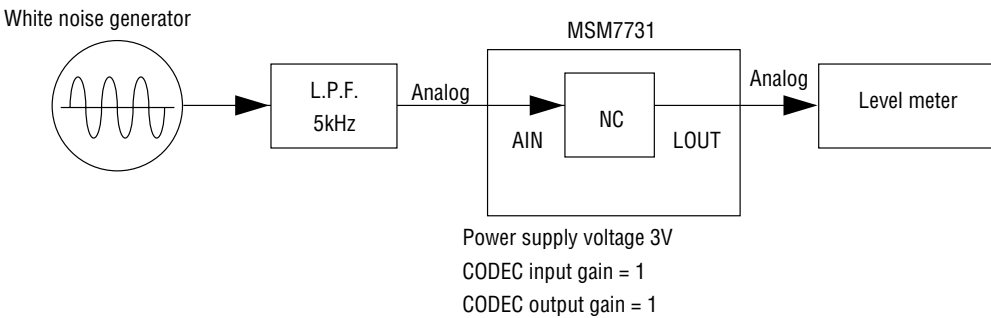 White noise generator
L.P.F.
5kHz
Analog
MSM7731
AIN
NC
LOUT
Analog
Level meter
Power supply voltage 3V
CODEC input gain = 1
CODEC output gain = 1